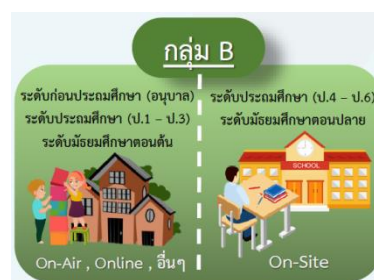 กลุ่ม B
ระดับก่อนประถมศึกษา (อนุบาล)
ระดับประถมศึกษา (ป.1 – ป.3)
ระดับมัธยมศึกษาตอนต้น
On-Air , Online , อื่นๆ
ระดับประถมศึกษา (ป.4 – ป.6)
ระดับมัธยมศึกษาตอนปลาย
SCHOOL
On-Site